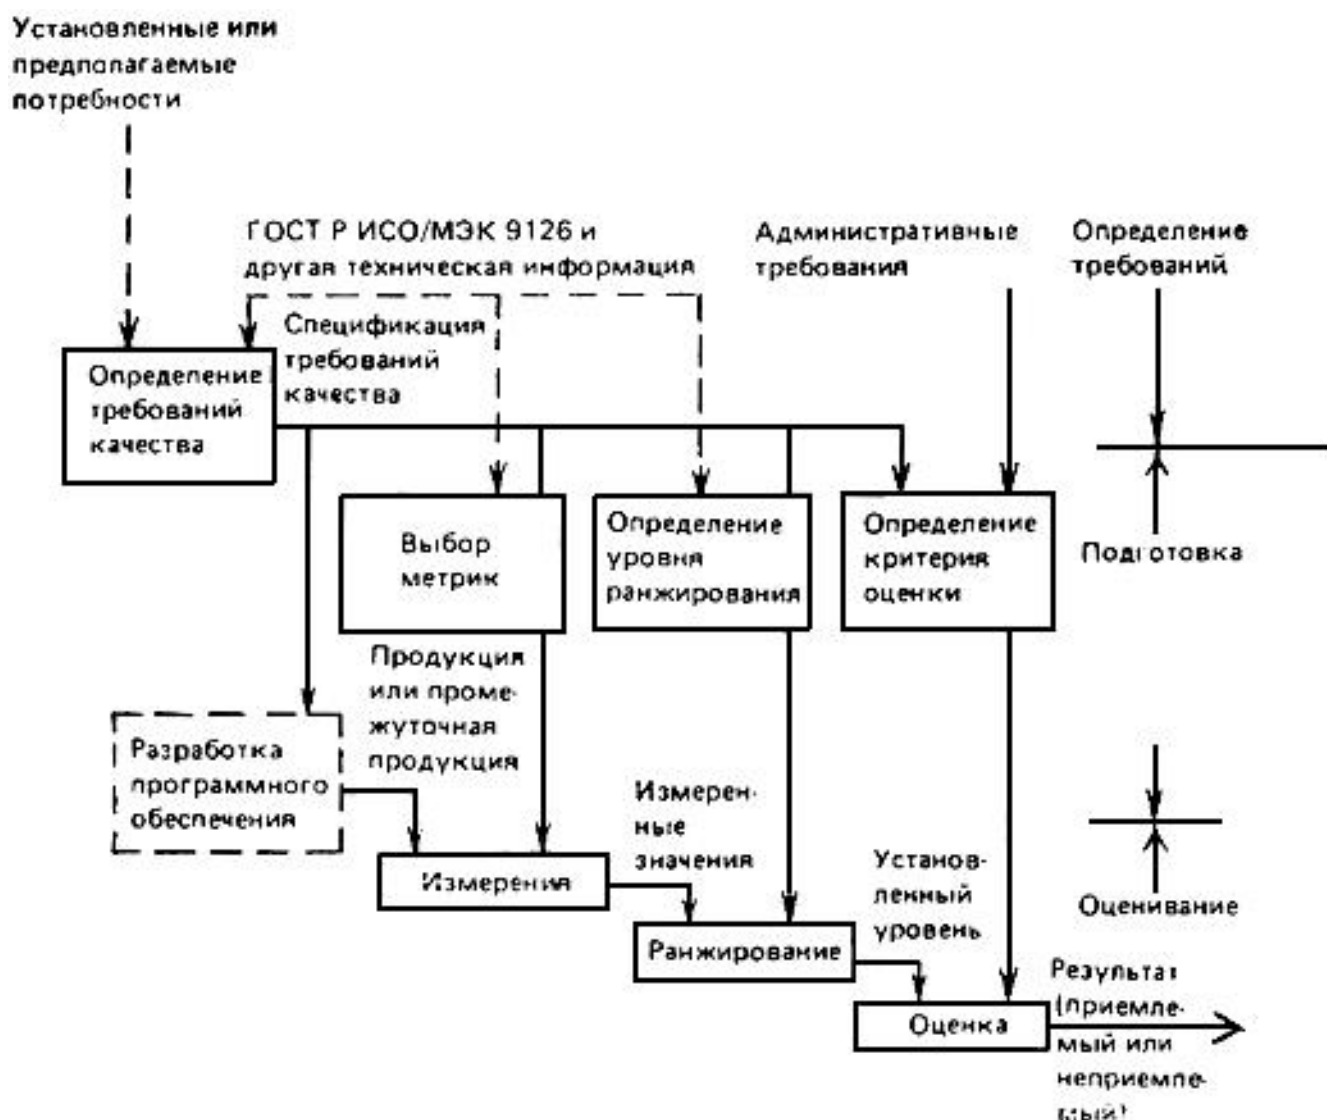 Установленные или
предполагаемые
потребности
ГОСТ Р ИСО/МЭК 9126 и
другая техническая информация
Административные
требования
Определение
требований
Спецификация
требований
качества
Определение
требований
качества
Выбор
метрик
Определение
уровня
ранжирования
Определение
критерия
оценки
Подготовка
Продукция
или проме-
жуточная
продукция
Разработка
программного
обеспечения
Измерен-
ные
значения
Измерения
Установ-
ленный
уровень
Оценивание
Ранжирование
Результат
(приемле-
мый или
неприемле-
мый)
Оценка